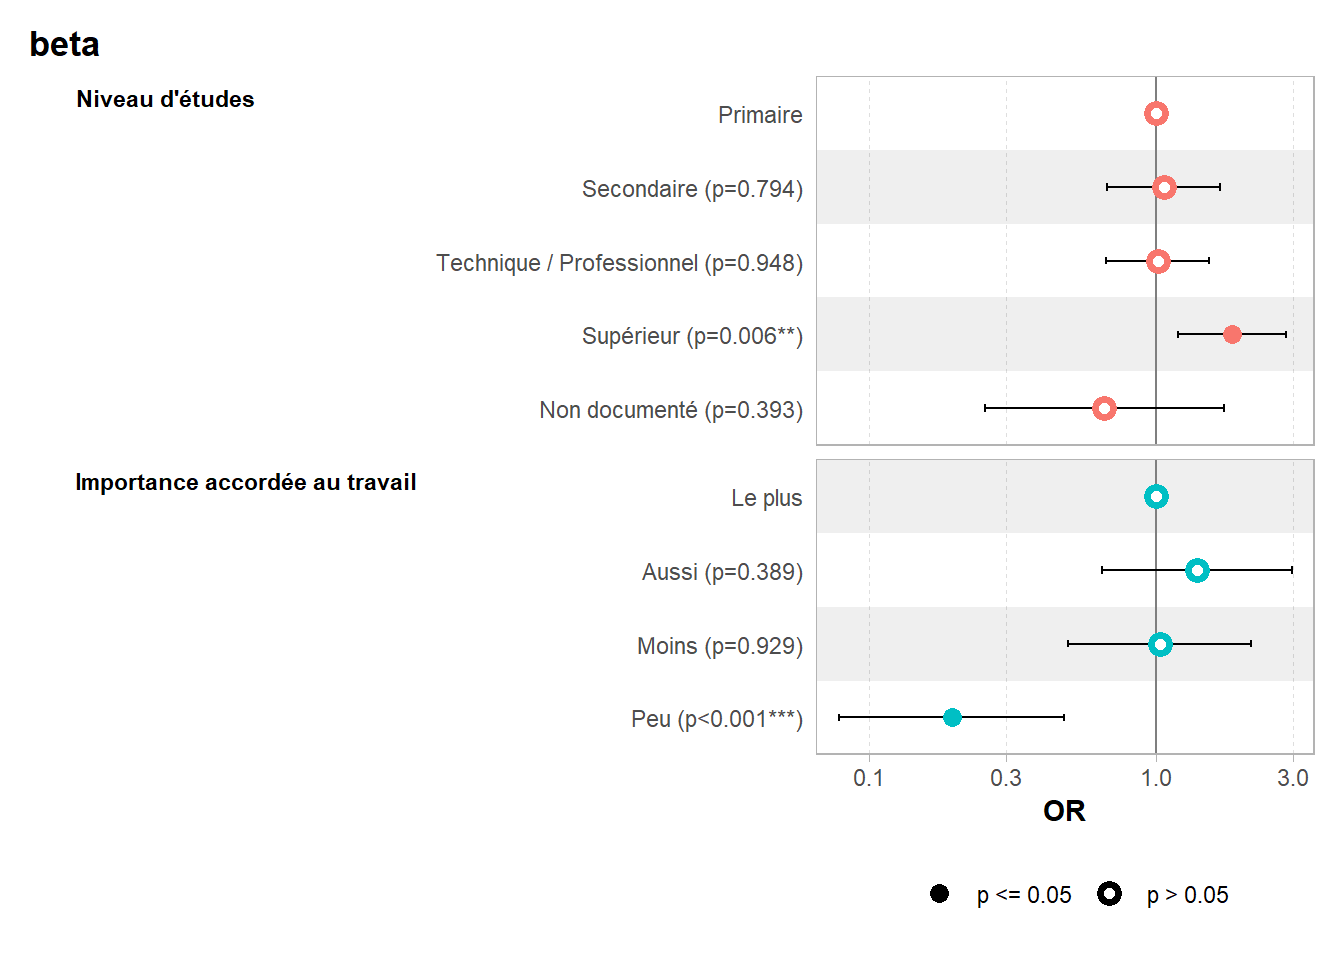 beta
Niveau d'études
Primaire
Secondaire (p=0.794)
Technique / Professionnel (p=0.948)
Supérieur (p=0.006**)
Non documenté (p=0.393)
Importance accordée au travail
Le plus
Aussi (p=0.389)
Moins (p=0.929)
Peu (p<0.001***)
0.1 0.3 1.0 3.0
OR
p <= 0.05 p > 0.05